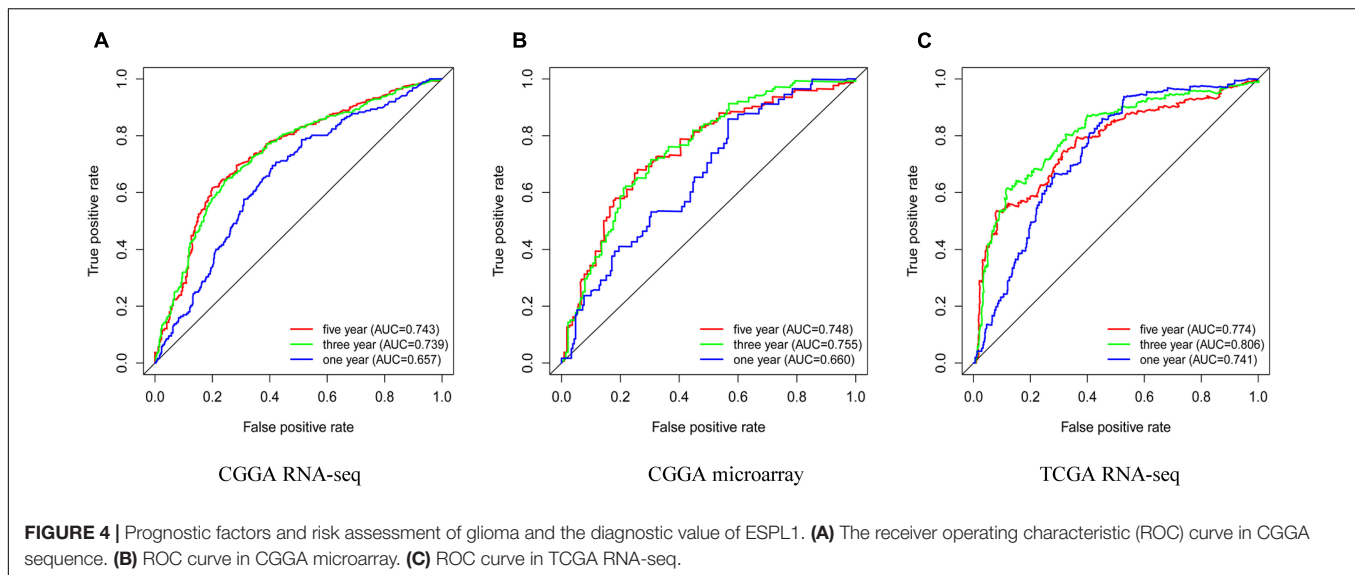 A
1.0
0.8
0.6
0.4
0.2
0.0
True positive rate
five year (AUC=0.743)
three year (AUC=0.739)
one year (AUC=0.657)
0.0 0.2 0.4 0.6 0.8 1.0
False positive rate
CGGA RNA-seq
B
1.0
0.8
0.6
0.4
0.2
0.0
True positive rate
five year (AUC=0.748)
three year (AUC=0.755)
one year (AUC=0.660)
0.0 0.2 0.4 0.6 0.8 1.0
False positive rate
CGGA microarray
C
1.0
0.8
0.6
0.4
0.2
0.0
True positive rate
five year (AUC=0.774)
three year (AUC=0.806)
one year (AUC=0.741)
0.0 0.2 0.4 0.6 0.8 1.0
False positive rate
TCGA RNA-seq
FIGURE 4 | Prognostic factors and risk assessment of glioma and the diagnostic value of ESPL1. (A) The receiver operating characteristic (ROC) curve in CGGA
sequence. (B) ROC curve in CGGA microarray. (C) ROC curve in TCGA RNA-seq.